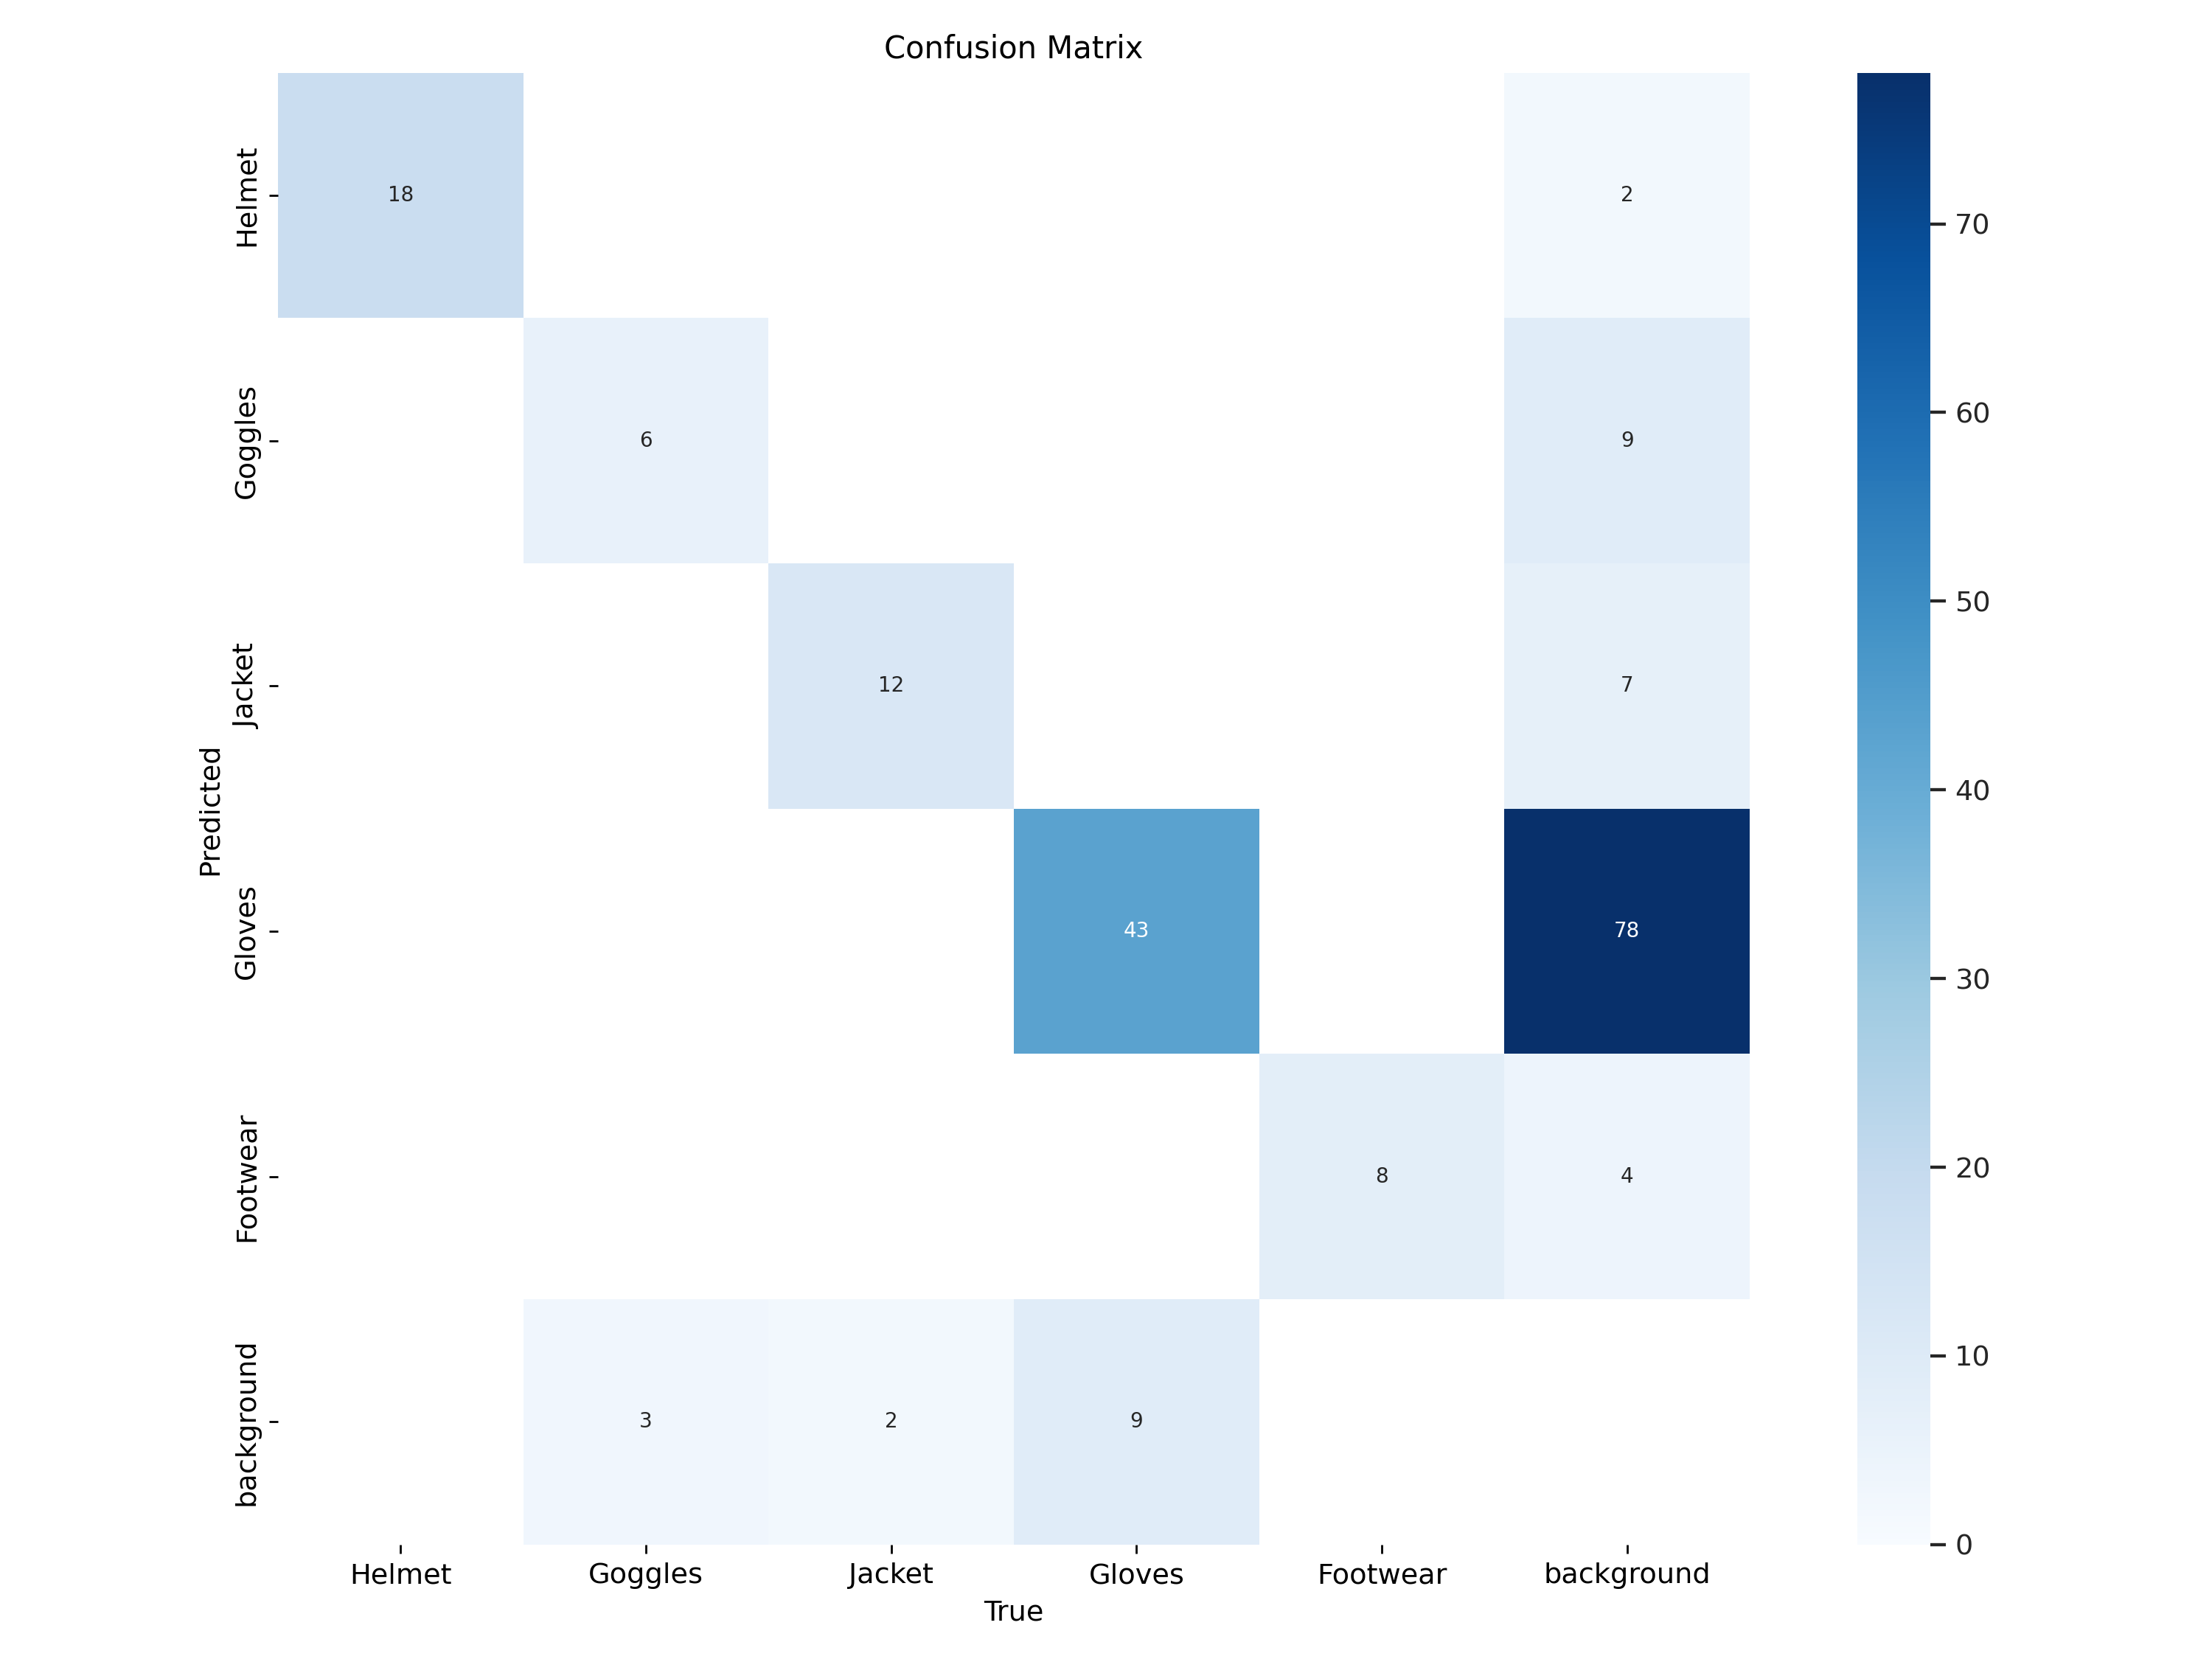 Confusion Matrix
Helmet
18
2
Goggles
6
9
Jacket
12
7
Predicted
Gloves
43
78
Footwear
8
4
background
3
2
9
Helmet
Goggles
Jacket
Gloves
Footwear
background
True
70
60
50
40
30
20
10
0